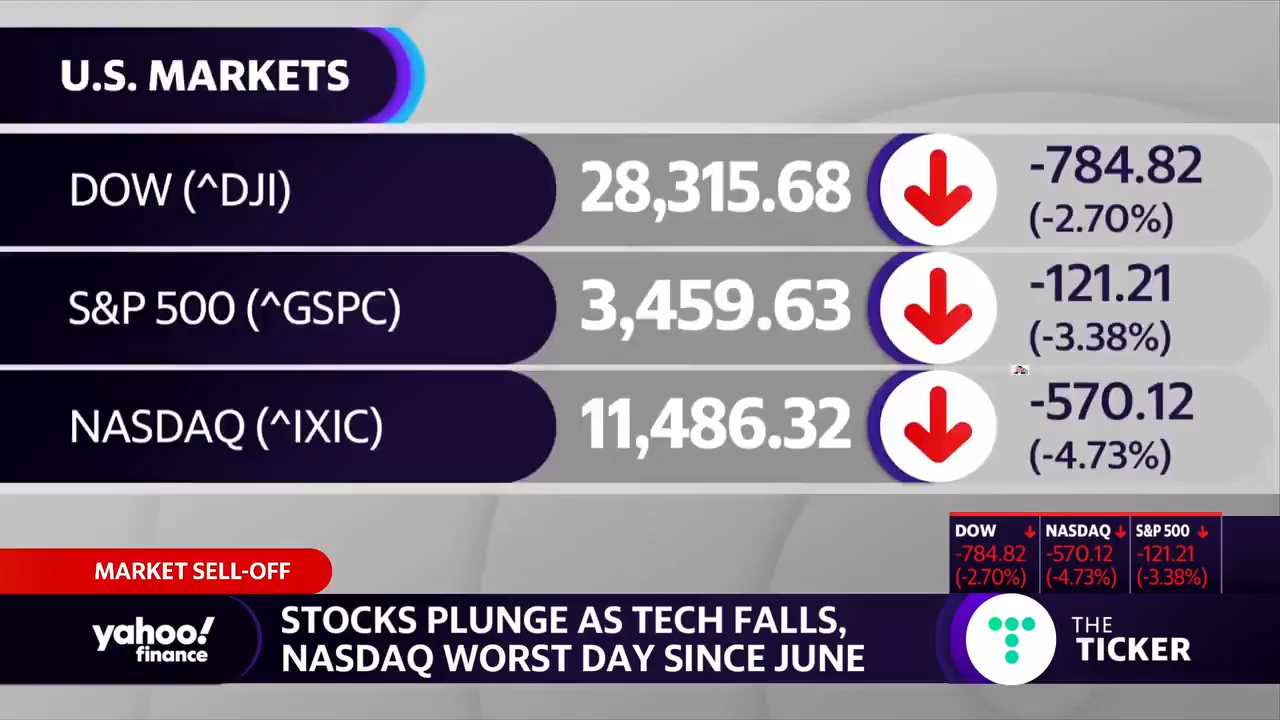 U.S. MARKETS
DOW (^DJI) 28,315.68 -784.82
(-2.70%)
S&P 500 (^GSPC) 3,459.63 -121.21
(-3.38%)
NASDAQ (^IXIC) 11,486.32 -570.12
(-4.73%)
DOW NASDAQ S&P 500
-784.82 -570.12 -121.21
(-2.70%) (-4.73%) (-3.38%)
MARKET SELL-OFF
yahoo!
finance
STOCKS PLUNGE AS TECH FALLS,
NASDAQ WORST DAY SINCE JUNE
THE
TICKER